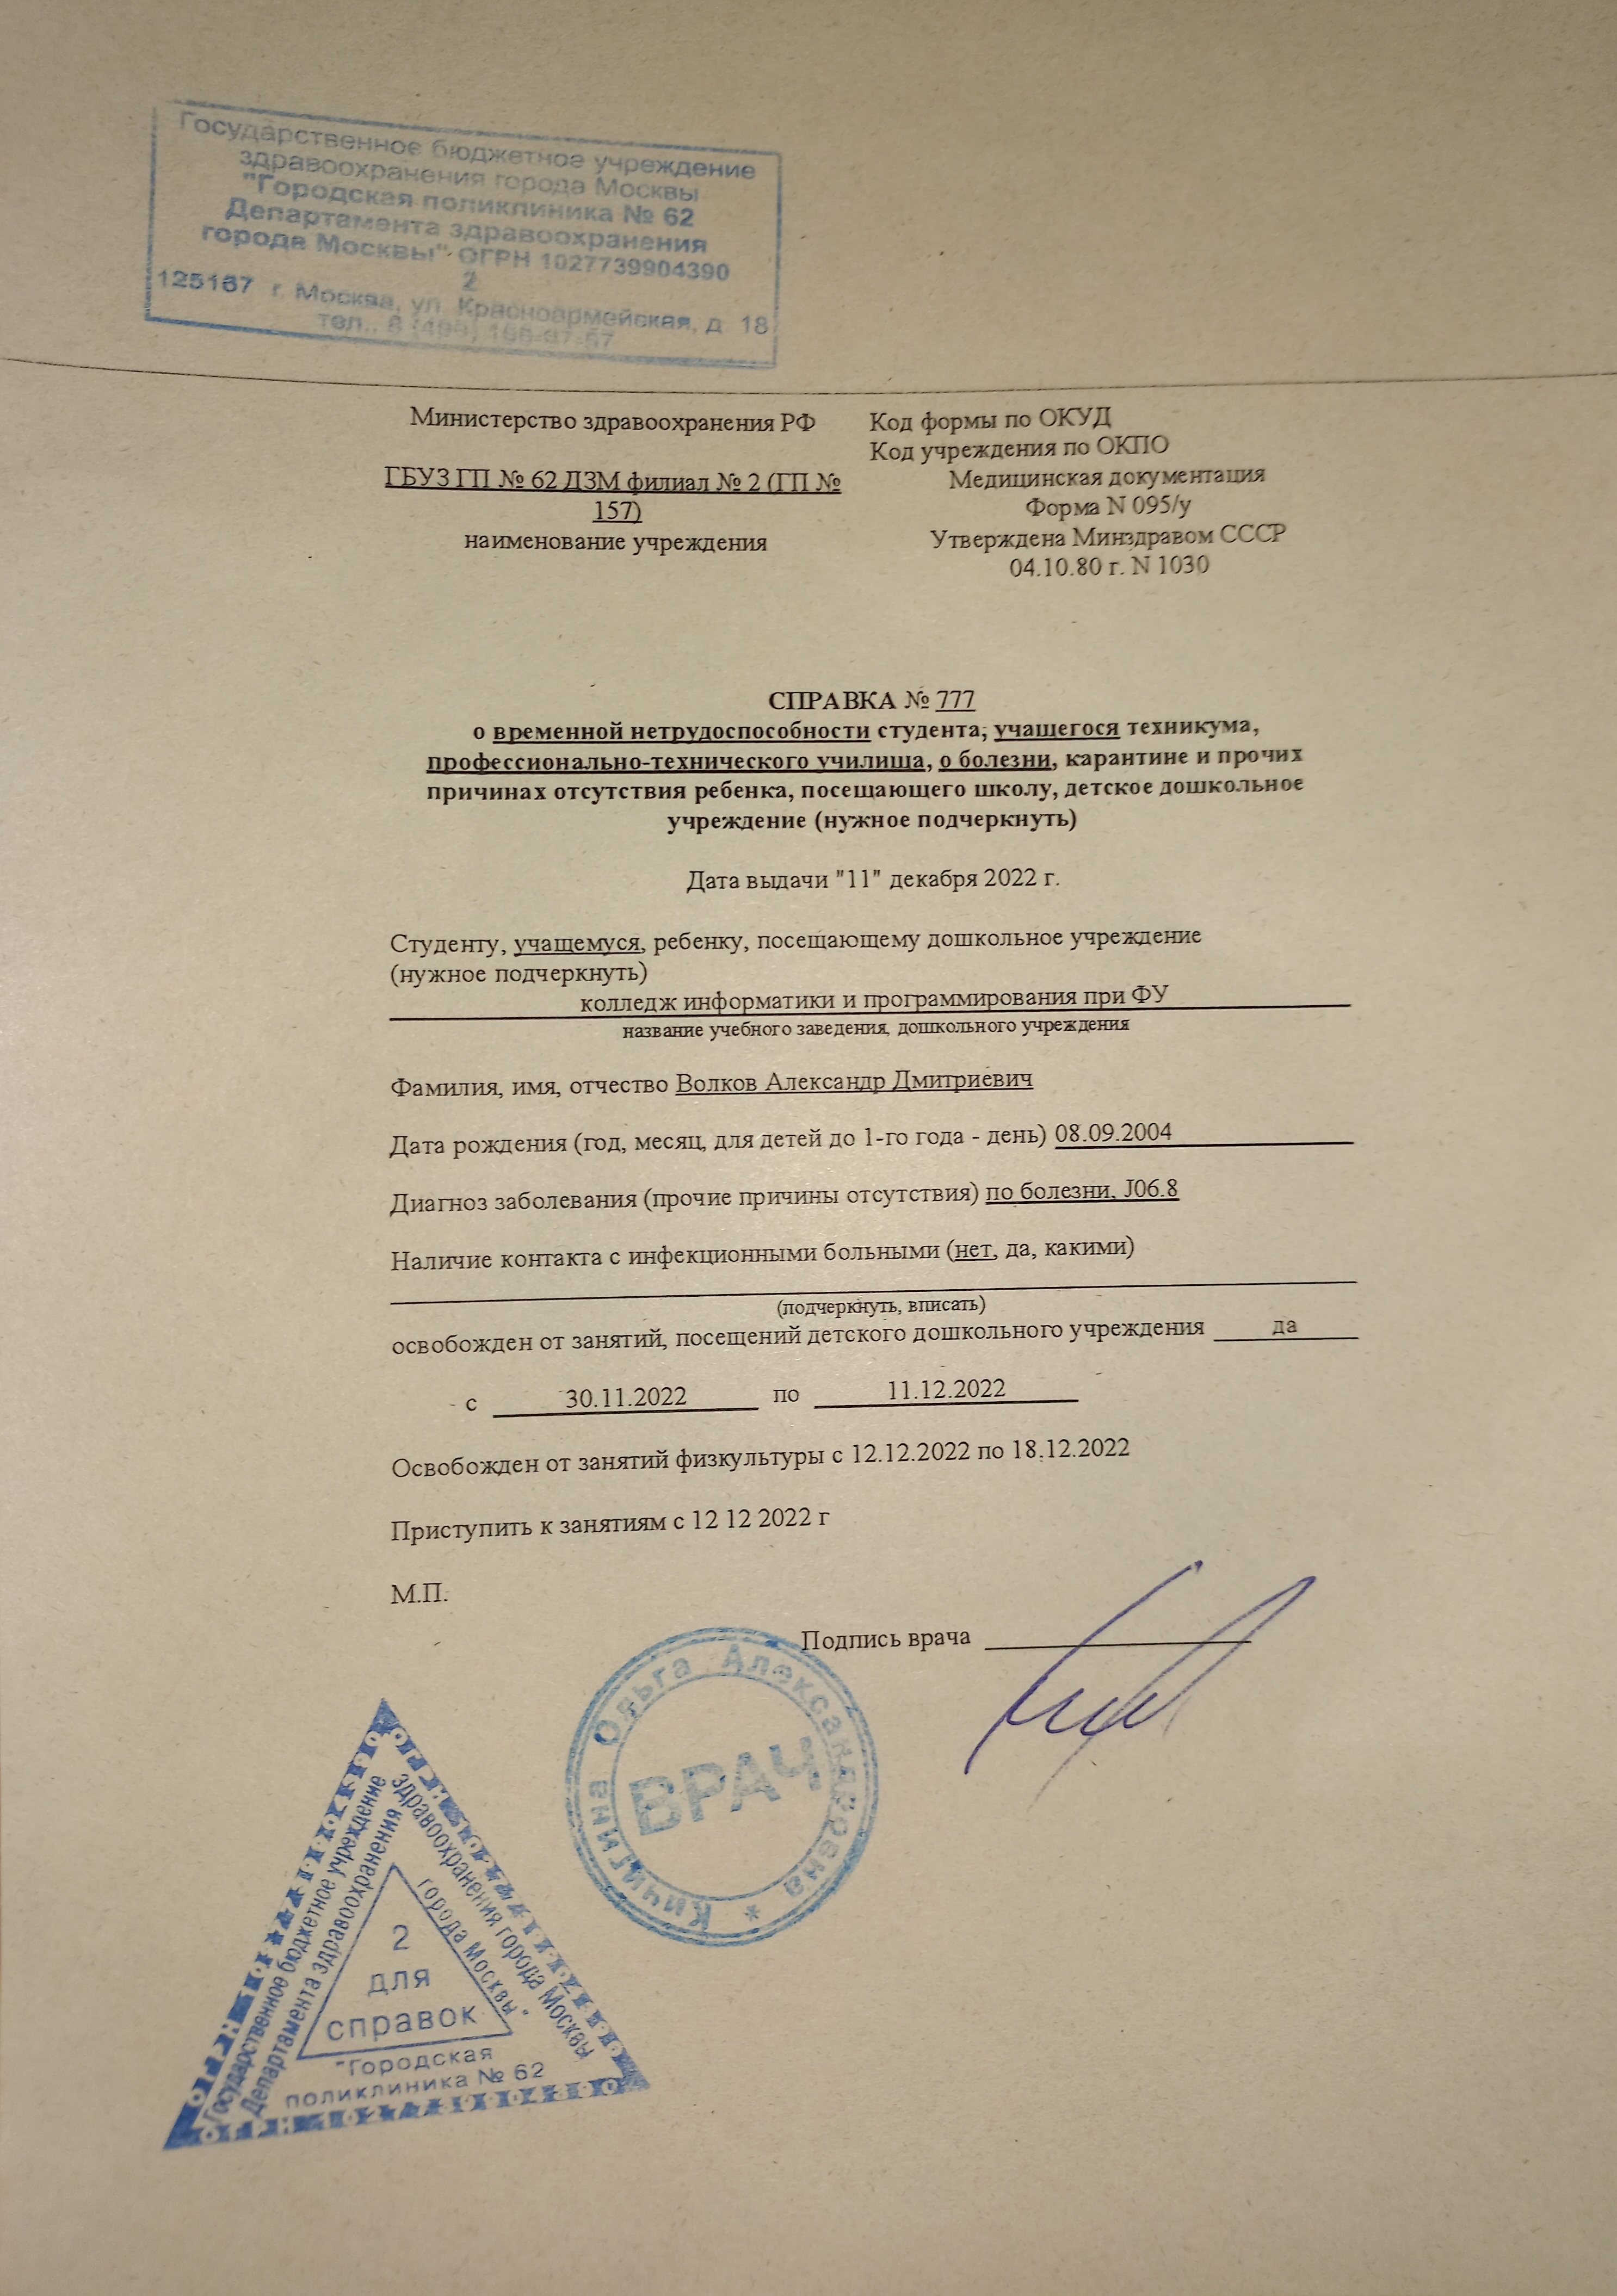 Государственное бюджетное учреждение
здравоохранения города Москвы
"Городская поликлиника № 62
Департамента здравоохранения
города Москвы" ОГРН 1027739904390
2
125167 г. Москва, ул. Красноармейская, д. 18
тел.: 8 (499)
Министерство здравоохранения РФ
ГБУЗ ГП № 62 ДЗМ филиал № 2 (ГП №
157)
наименование учреждения
Код формы по ОКУД
Код учреждения по ОКПО
Медицинская документация
Форма N 095/у
Утверждена Минздравом СССР
04.10.80 г. N 1030
СПРАВКА № 777
о временной нетрудоспособности студента, учащегося техникума,
профессионально-технического училища, о болезни, карантине и прочих
причинах отсутствия ребенка, посещающего школу, детское дошкольное
учреждение (нужное подчеркнуть)
Дата выдачи "11" декабря 2022 г.
Студенту, учащемуся, ребенку, посещающему дошкольное учреждение
(нужное подчеркнуть)
колледж информатики и программирования при ФУ
название учебного заведения, дошкольного учреждения
Фамилия, имя, отчество Волков Александр Дмитриевич
Дата рождения (год, месяц, для детей до 1-го года - день) 08.09.2004
Диагноз заболевания (прочие причины отсутствия) по болезни, J06.8
Наличие контакта с инфекционными больными (нет, да, какими)
(подчеркнуть, вписать)
освобожден от занятий, посещений детского дошкольного учреждения да
с 30.11.2022 по 11.12.2022
Освобожден от занятий физкультуры с 12.12.2022 по 18.12.2022
Приступить к занятиям с 12 12 2022 г
М.П.
Подпись врача
Кичигина Ольга Александровна *
ВРАЧ
Государственное бюджетное учреждение
здравоохранения города Москвы
"Городская
поликлиника № 62
Департамента здравоохранения
города Москвы"
2
для
справок
ОГРН 1027739904390